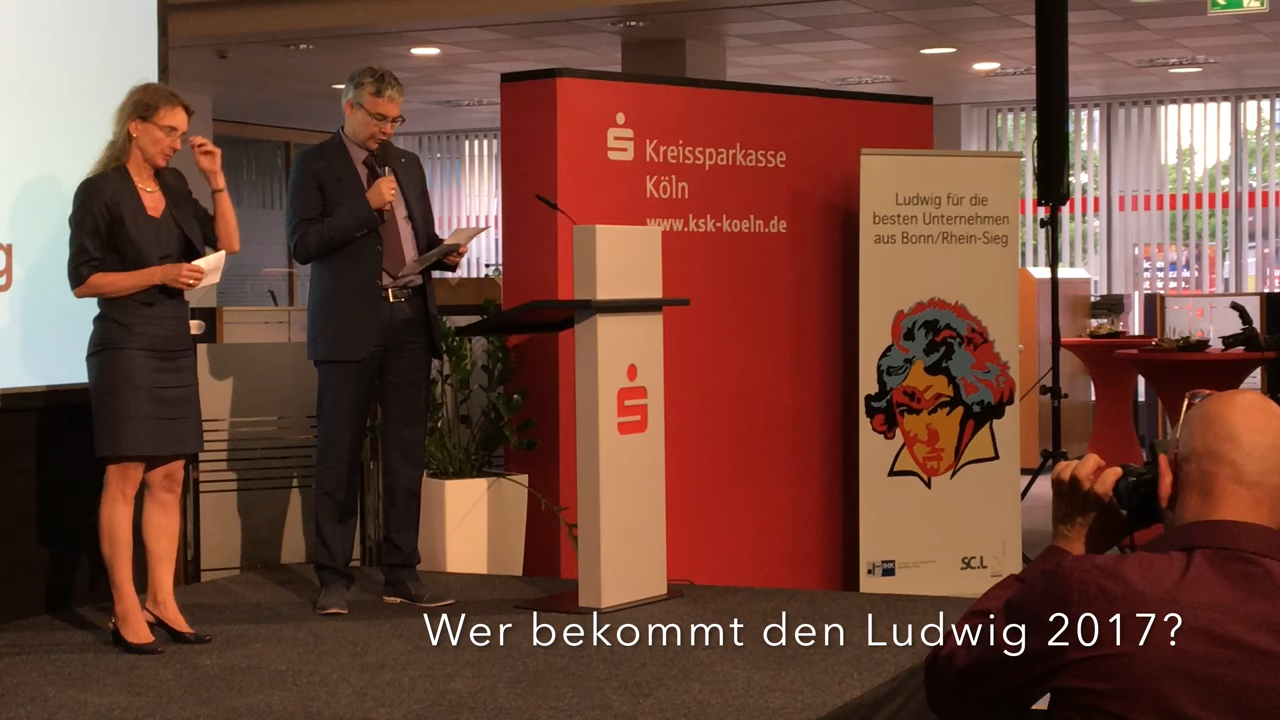 Kreissparkasse
Köln
www.ksk-koeln.de
Ludwig für die
besten Unternehmen
aus Bonn/Rhein-Sieg
IHK
SC.L
g
Wer bekommt den Ludwig 2017?